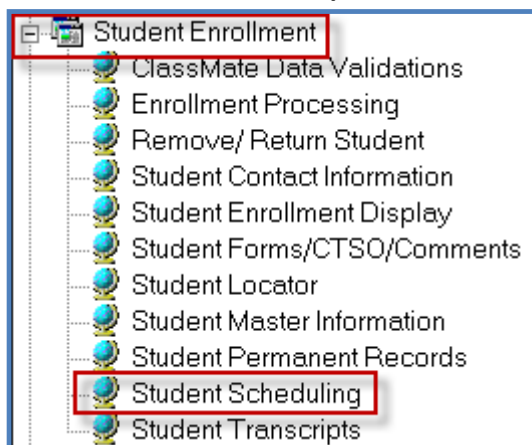 Student Enrollment
ClassMate Data Validations
Enrollment Processing
Remove/ Return Student
Student Contact Information
Student Enrollment Display
Student Forms/CTSO/Comments
Student Locator
Student Master Information
Student Permanent Records
Student Scheduling
Student Transcripts